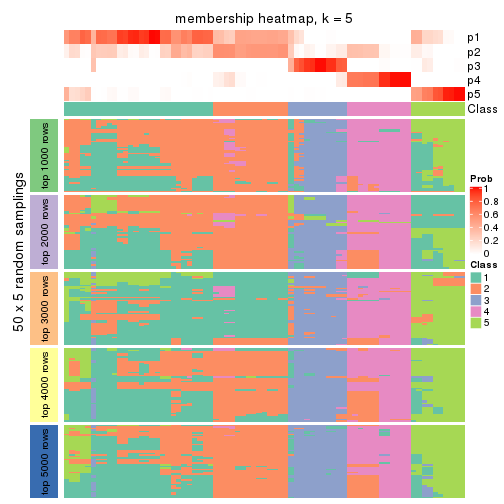 membership heatmap, k = 5
p1
p2
p3
p4
p5
Class
50 x 5 random samplings
top 1000 rows
top 2000 rows
top 3000 rows
top 4000 rows
top 5000 rows
Prob
1
0.8
0.6
0.4
0.2
0
Class
1
2
3
4
5